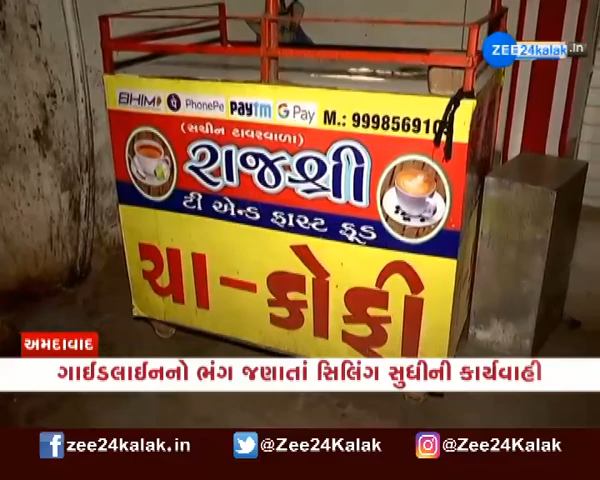 ZEE24kalak.in
BHIM PhonePe paytm G Pay M.: 9998569103
(સચીન ટાવરવાળા)
રાજશ્રી
ટી એન્ડ ફાસ્ટ ફૂડ
ચા-કોફી
અમદાવાદ
ગાઈડલાઈનનો ભંગ જણાતાં સિલિંગ સુધીની કાર્યવાહી
zee24kalak.in @Zee24Kalak @Zee24Kalak